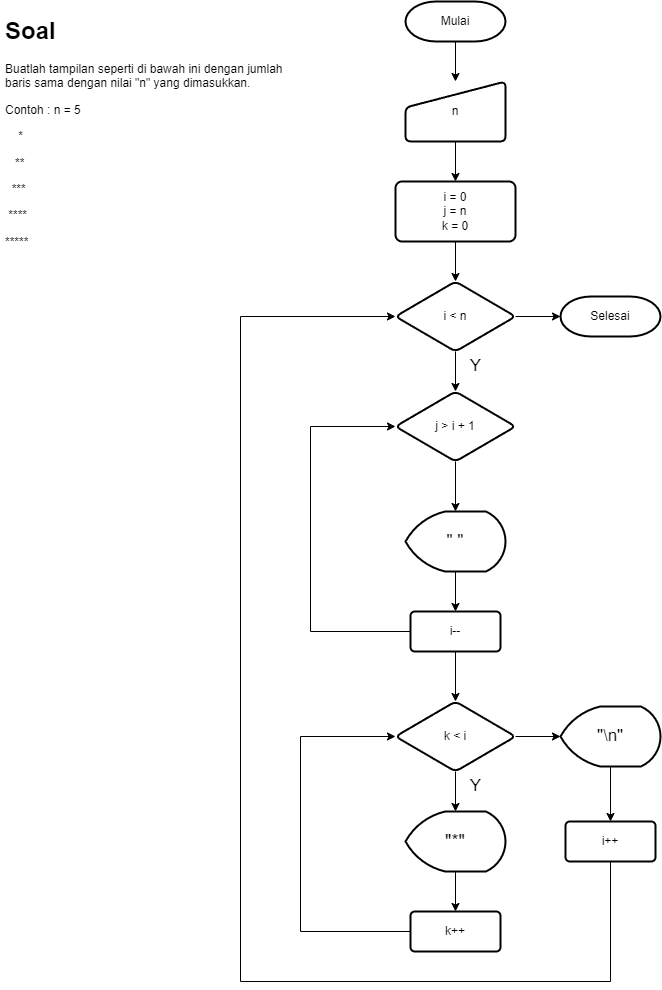 Soal
Buatlah tampilan seperti di bawah ini dengan jumlah
baris sama dengan nilai "n" yang dimasukkan.
Contoh : n = 5
*
**
***
****
*****
Mulai
n
i = 0
j = n
k = 0
i < n
Selesai
Y
j > i + 1
" "
i--
k < i
"\n"
Y
"*"
i++
k++